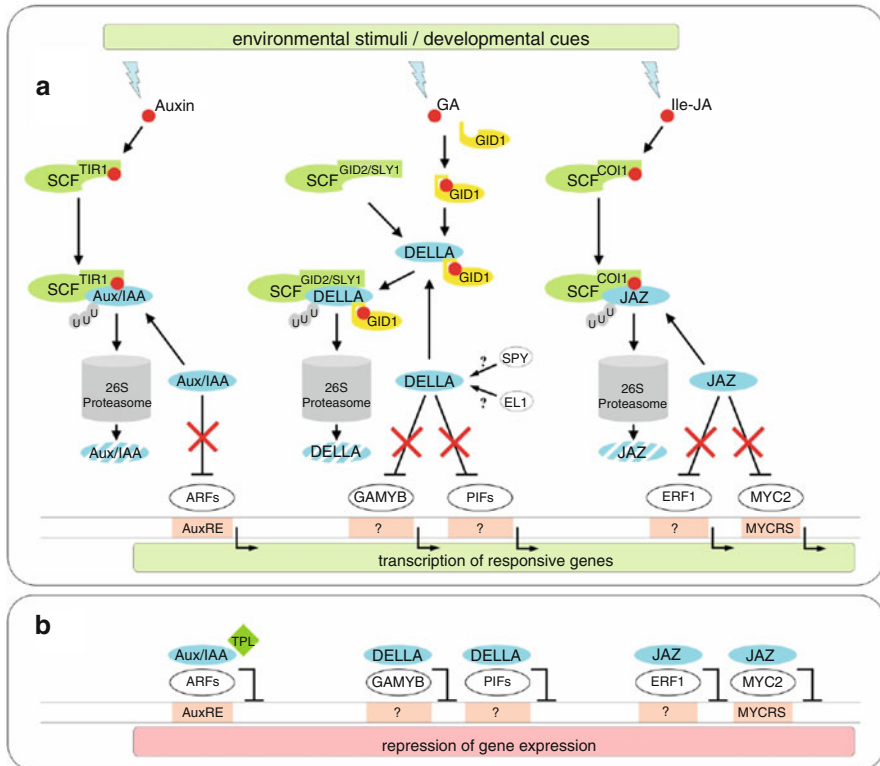 environmental stimuli / developmental cues
a
Auxin
GA
Ile-JA
GID1
SCF TIR1
SCF GID2/SLY1
GID1
SCF COI1
DELLA
GID1
SCF TIR1
Aux/IAA
U U U
SCF GID2/SLY1
DELLA
U U U
GID1
SCF COI1
JAZ
U U U
26S
Proteasome
Aux/IAA
26S
Proteasome
DELLA
? SPY
? EL1
26S
Proteasome
JAZ
Aux/IAA
DELLA
JAZ
ARFs
GAMYB
PIFs
ERF1
MYC2
AuxRE
?
?
?
MYCRS
transcription of responsive genes
b
TPL
Aux/IAA
DELLA
DELLA
JAZ
JAZ
ARFs
GAMYB
PIFs
ERF1
MYC2
AuxRE
?
?
?
MYCRS
repression of gene expression